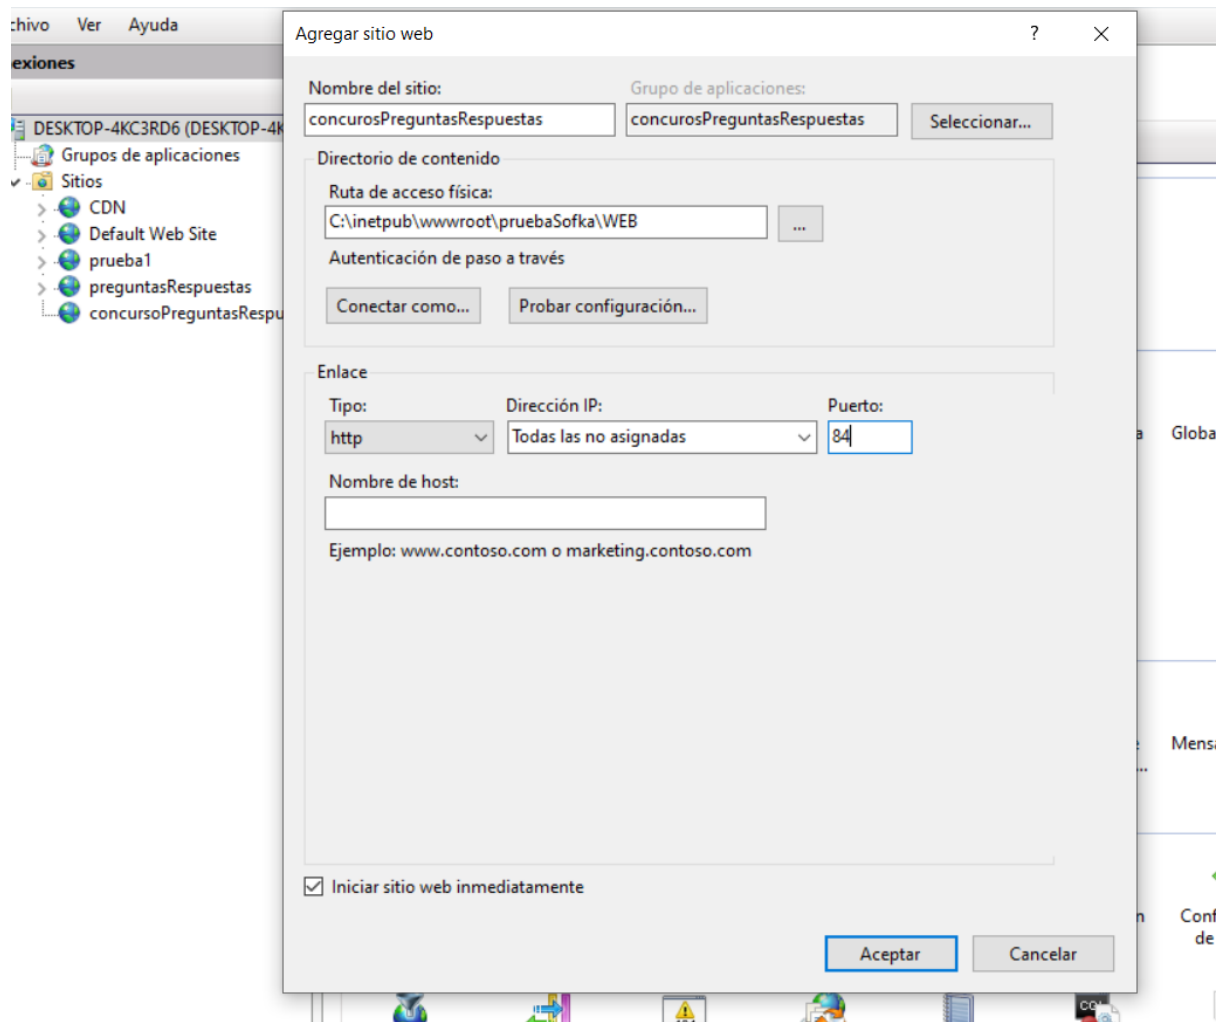 chivo Ver Ayuda
exiones
DESKTOP-4KC3RD6 (DESKTOP-4K
Grupos de aplicaciones
Sitios
CDN
Default Web Site
prueba1
preguntasRespuestas
concursoPreguntasRespu
Agregar sitio web
? 
Nombre del sitio: Grupo de aplicaciones:
concurosPreguntasRespuestas concurosPreguntasRespuestas Seleccionar...
Directorio de contenido
Ruta de acceso física:
C:\inetpub\wwwroot\pruebaSofka\WEB ...
Autenticación de paso a través
Conectar como... Probar configuración...
Enlace
Tipo: Dirección IP: Puerto:
http Todas las no asignadas 84
Nombre de host:
Ejemplo: www.contoso.com o marketing.contoso.com
Iniciar sitio web inmediatamente
Aceptar Cancelar
a Globa
Mensa
...
n Conf
de